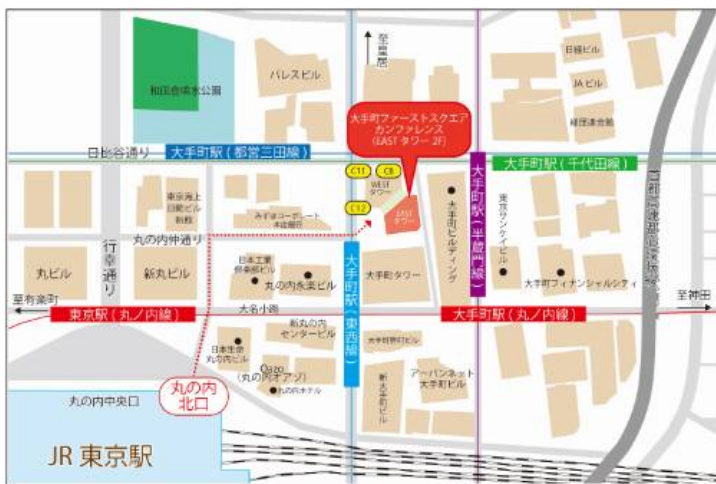 至皇居
日経ビル
JAビル
経団連会館
パレスビル
和田倉噴水公園
大手町ファーストスクエア
カンファレンス
(EAST タワー 2F)
日比谷通り
大手町駅(都営三田線)
大手町駅(千代田線)
C11
C8
C12
WEST
タワー
EAST
タワー
大手町ビルディング
大手町駅(半蔵門線)
東京サンケイビル
東京海上
日動ビル
新館
みずほコーポレート
丸の内仲通り
行幸通り
丸ビル
新丸ビル
日本工業
倶楽部ビル
丸の内永楽ビル
大手町駅(東西線)
大手町タワー
大手町フィナンシャルシティ
至有楽町
至神田
東京駅(丸ノ内線)
大名小路
大手町駅(丸ノ内線)
新丸の内
センタービル
日本生命
丸の内ビル
大手町野村ビル
Oazo
(丸の内オアゾ)
丸の内ホテル
新大手町ビル
アーバンネット
大手町ビル
丸の内
北口
丸の内中央口
JR 東京駅